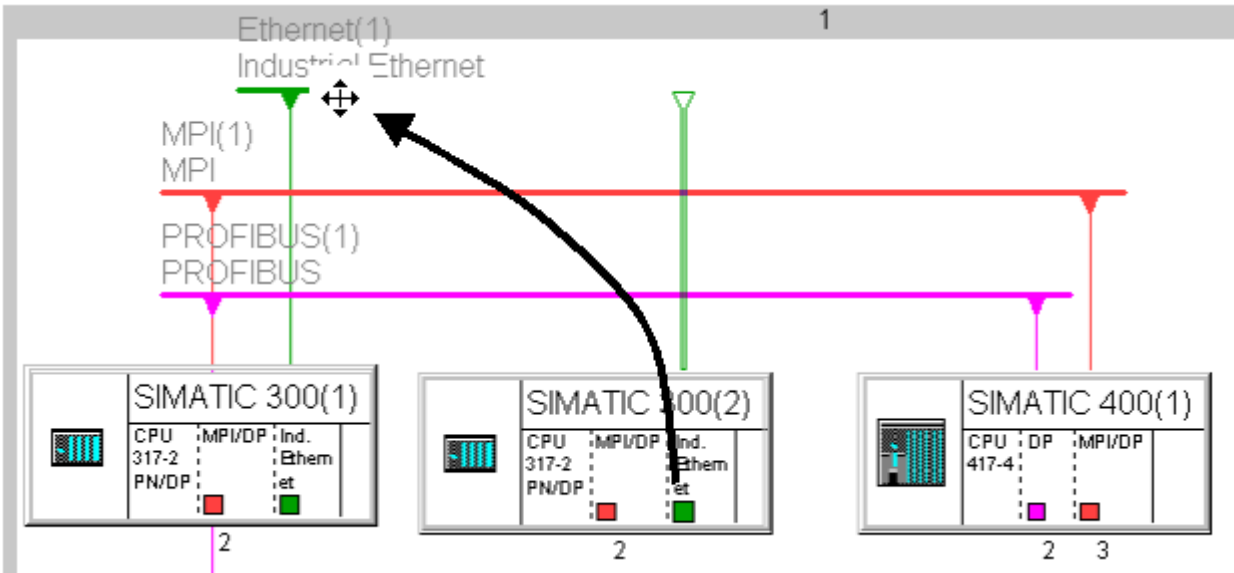 1
Ethernet(1)
Industrial Ethernet
MPI(1)
MPI
PROFIBUS(1)
PROFIBUS
SIMATIC 300(1)
CPU
317-2
PN/DP
MPI/DP
Ind.
Ethern
et
2
SIMATIC 300(2)
CPU
317-2
PN/DP
MPI/DP
Ind.
Ethern
et
2
SIMATIC 400(1)
CPU
417-4
DP
MPI/DP
2
3